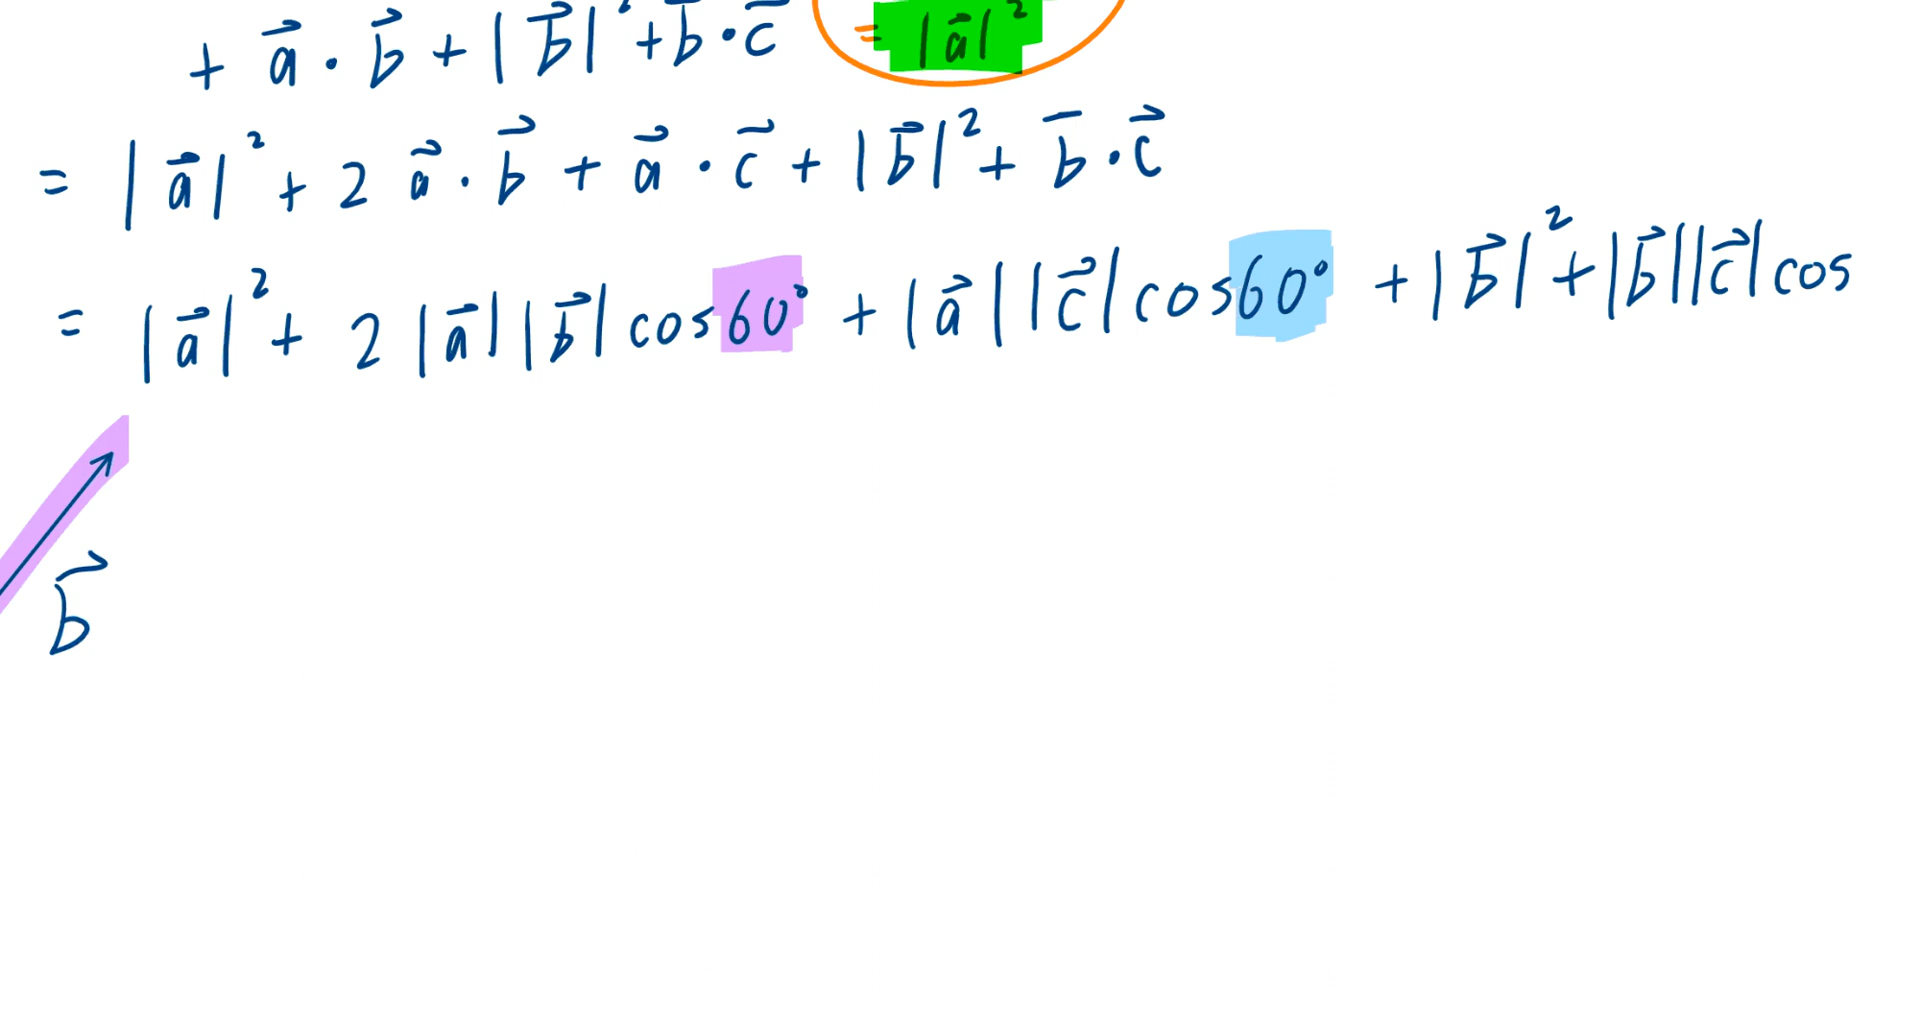 + a⃗ · b⃗ + |b⃗|² + b⃗ · c⃗ = |a⃗|²
= |a⃗|² + 2 a⃗ · b⃗ + a⃗ · c⃗ + |b⃗|² + b⃗ · c⃗
= |a⃗|² + 2 |a⃗| |b⃗| cos 60° + |a⃗| |c⃗| cos 60° + |b⃗|² + |b⃗||c⃗| cos
b⃗